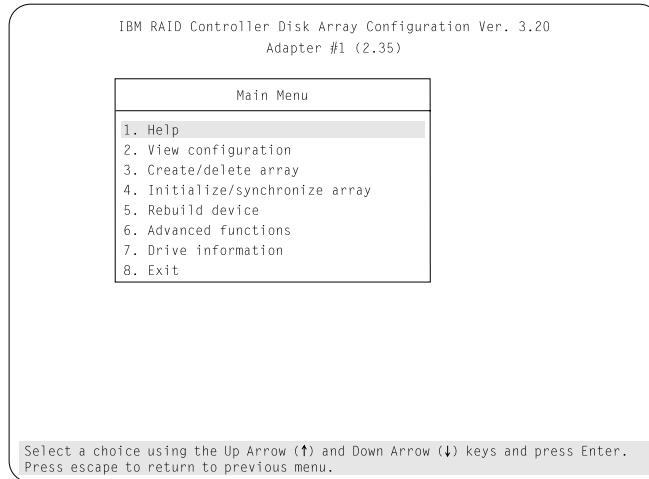 IBM RAID Controller Disk Array Configuration Ver. 3.20
Adapter #1 (2.35)
Main Menu
1. Help
2. View configuration
3. Create/delete array
4. Initialize/synchronize array
5. Rebuild device
6. Advanced functions
7. Drive information
8. Exit
Select a choice using the Up Arrow (↑) and Down Arrow (↓) keys and press Enter.
Press escape to return to previous menu.